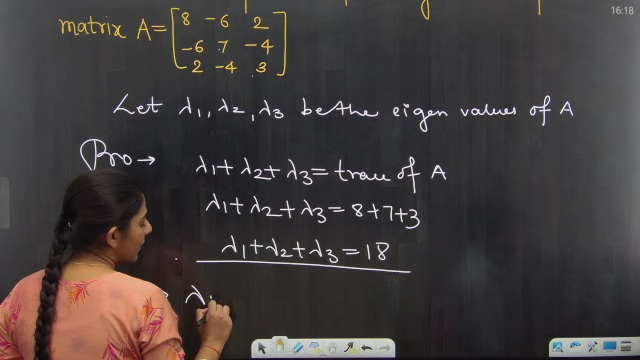 16:18
matrix A = [8 -6 2
-6 7 -4
-2 -4 3]
Let λ1, λ2, λ3 be the eigen values of A
Pro → λ1 + λ2 + λ3 = trace of A
λ1 + λ2 + λ3 = 8 + 7 + 3
λ1 + λ2 + λ3 = 18
λ